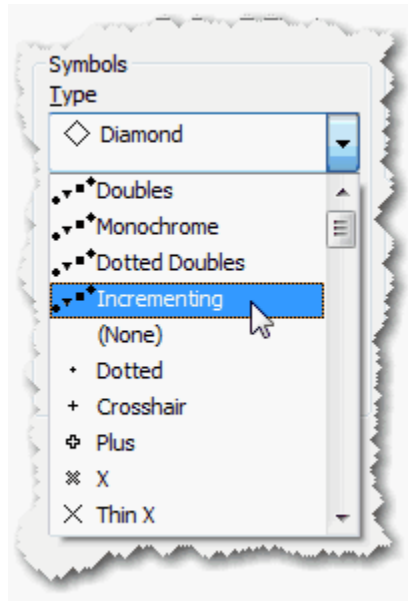 Symbols
Type
Diamond
Doubles
Monochrome
Dotted Doubles
Incrementing
(None)
Dotted
Crosshair
Plus
X
Thin X